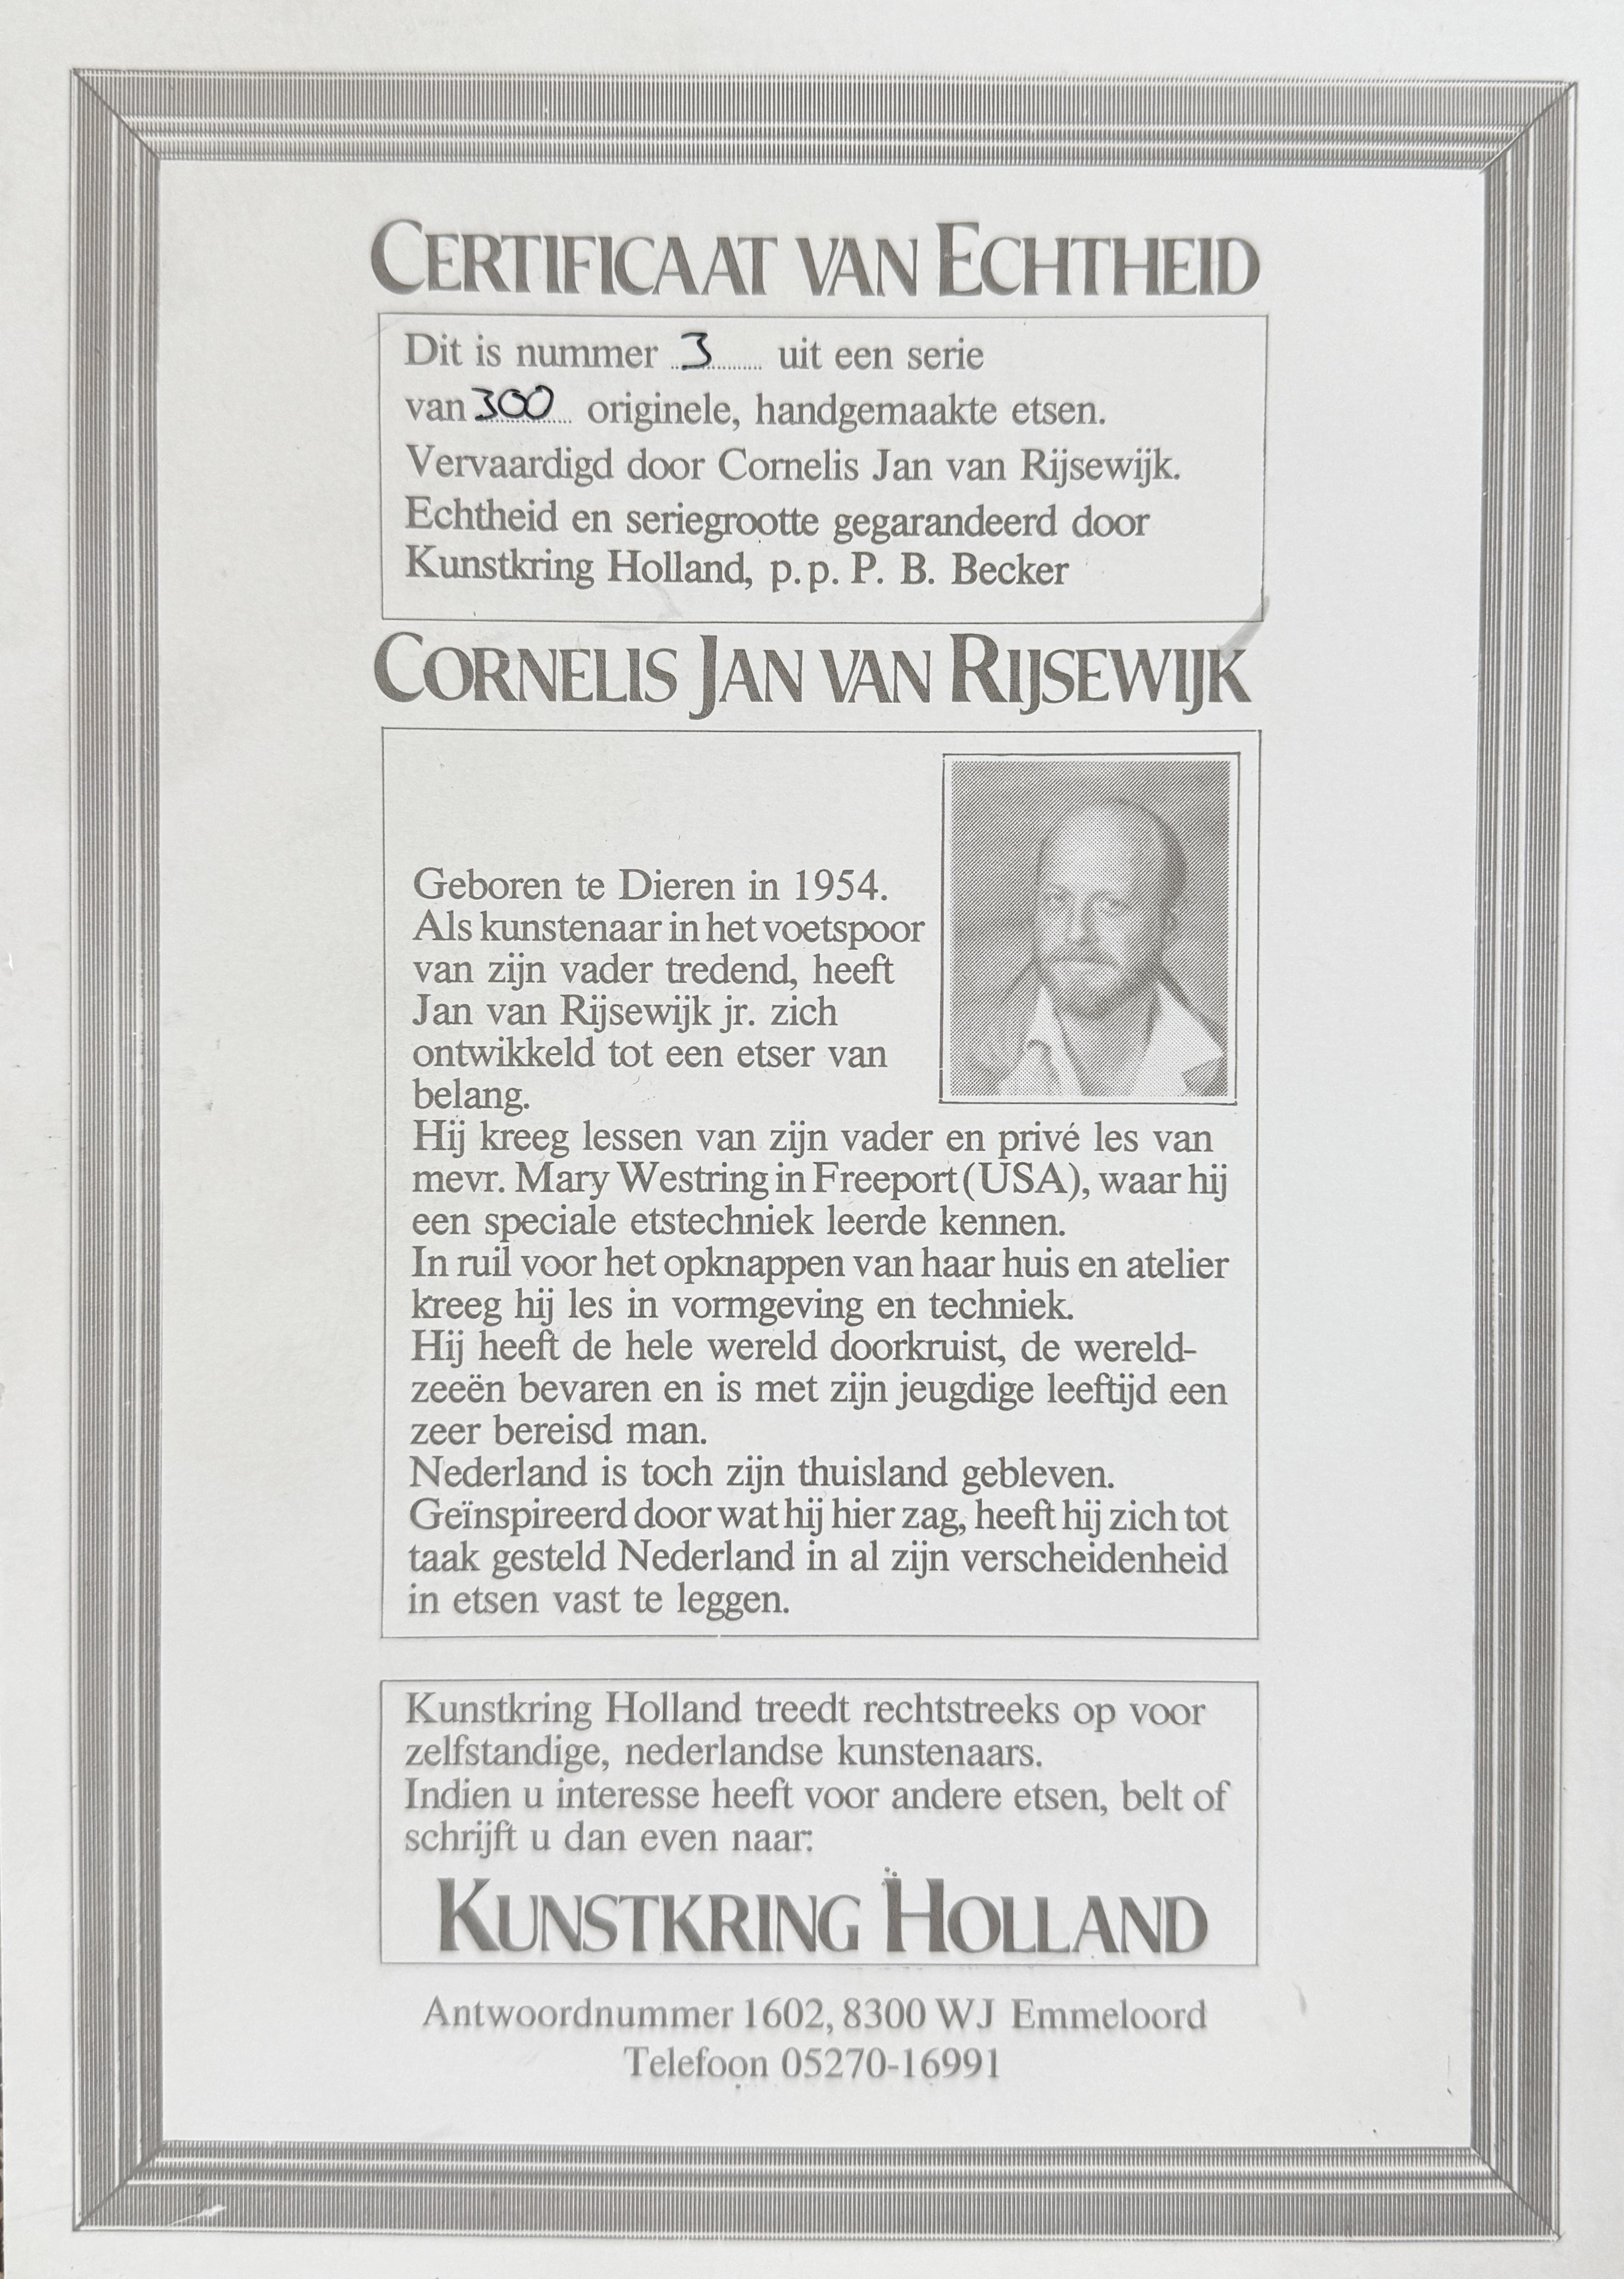 CERTIFICAAT VAN ECHTHEID
Dit is nummer 3 uit een serie
van 300 originele, handgemaakte etsen.
Vervaardigd door Cornelis Jan van Rijsewijk.
Echtheid en seriegrootte gegarandeerd door
Kunstkring Holland, p.p. P. B. Becker
CORNELIS JAN VAN RIJSEWIJK
Geboren te Dieren in 1954.
Als kunstenaar in het voetspoor
van zijn vader tredend, heeft
Jan van Rijsewijk jr. zich
ontwikkeld tot een etser van
belang.
Hij kreeg lessen van zijn vader en privé les van
mevr. Mary Westring in Freeport (USA), waar hij
een speciale etstechniek leerde kennen.
In ruil voor het opknappen van haar huis en atelier
kreeg hij les in vormgeving en techniek.
Hij heeft de hele wereld doorkruist, de wereld-
zeeën bevaren en is met zijn jeugdige leeftijd een
zeer bereisd man.
Nederland is toch zijn thuisland gebleven.
Geïnspireerd door wat hij hier zag, heeft hij zich tot
taak gesteld Nederland in al zijn verscheidenheid
in etsen vast te leggen.
Kunstkring Holland treedt rechtstreeks op voor
zelfstandige, nederlandse kunstenaars.
Indien u interesse heeft voor andere etsen, belt of
schrijft u dan even naar:
KUNSTKRING HOLLAND
Antwoordnummer 1602, 8300 WJ Emmeloord
Telefoon 05270-16991